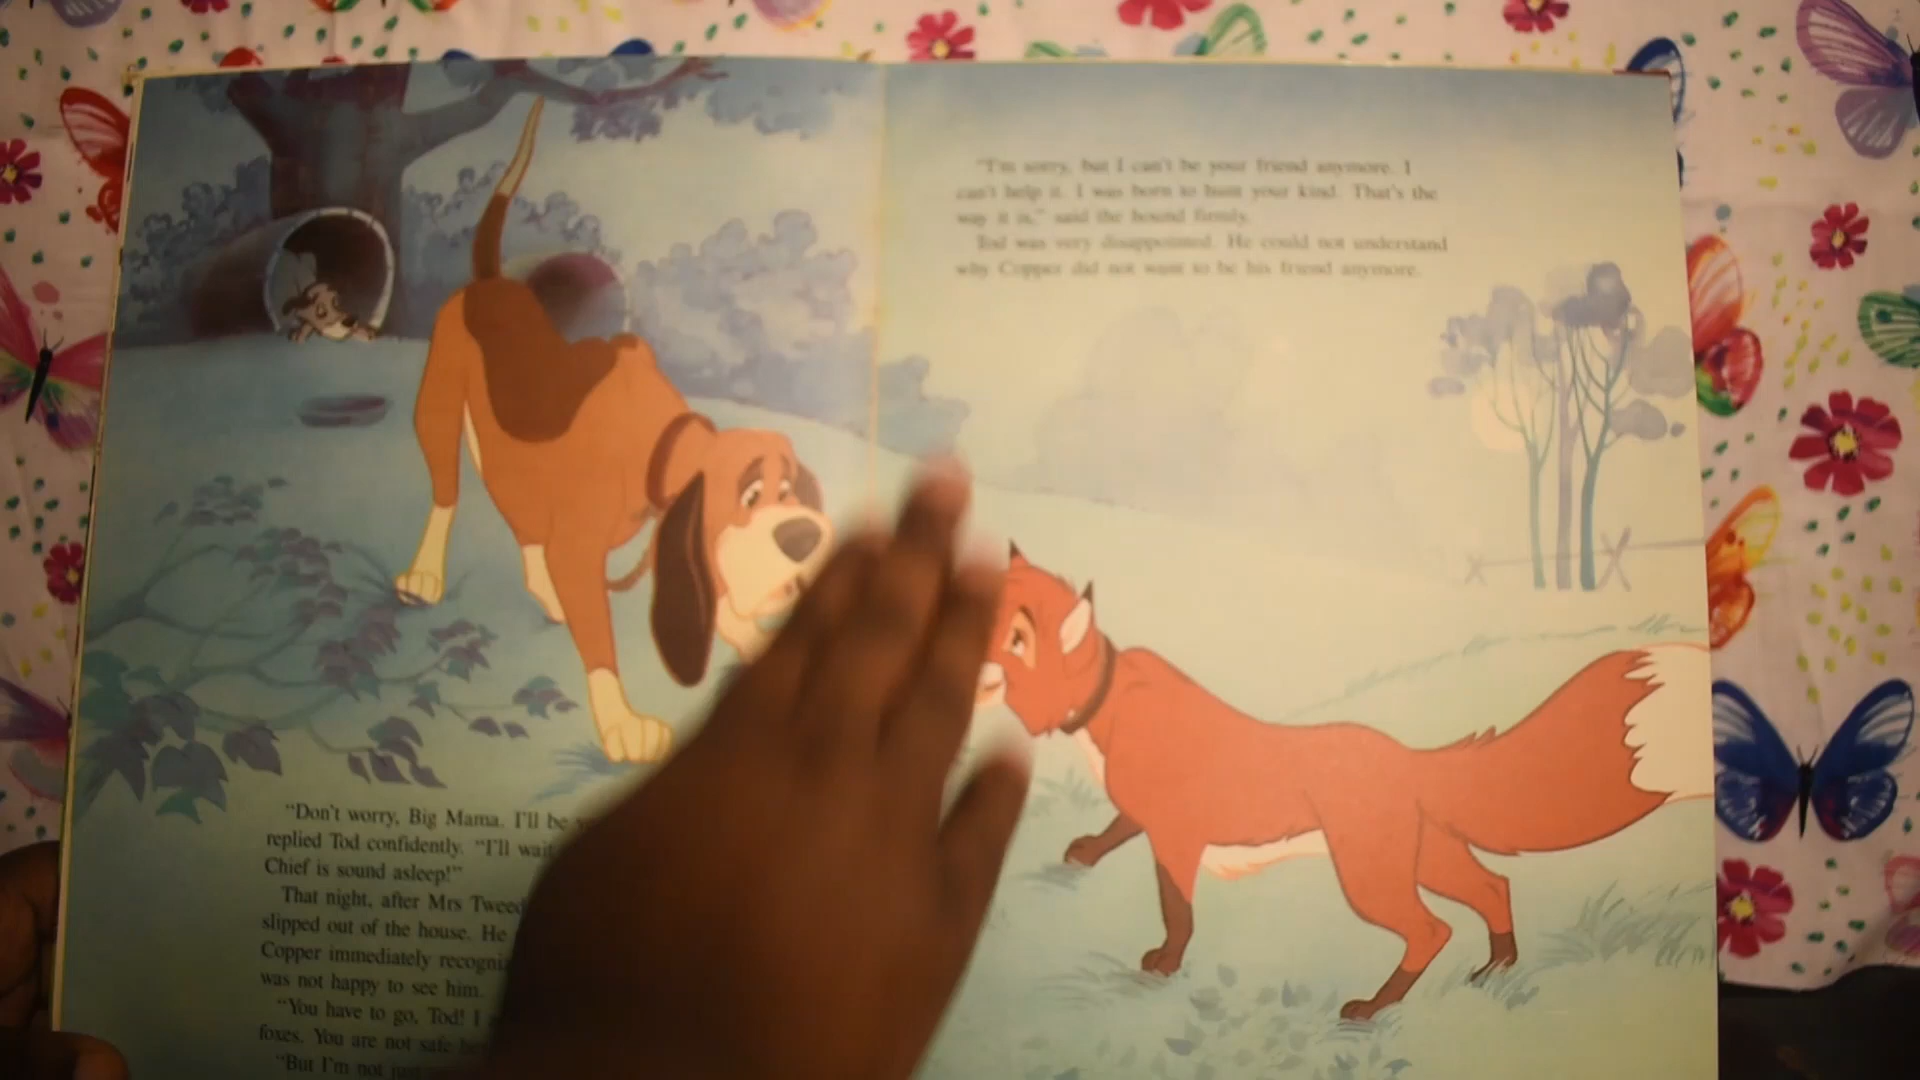 "Don't worry, Big Mama. I'll be
replied Tod confidently. "I'll wait
Chief is sound asleep!"
That night, after Mrs Tweed
slipped out of the house. He
Copper immediately recogni
was not happy to see him.
"You have to go, Tod! I
foxes. You are not safe
"But I'm not
"I'm sorry, but I can't be your friend anymore. I
can't help it. I was born to hunt your kind. That's the
way it is," said the hound firmly.
Tod was very disappointed. He could not understand
why Copper did not want to be his friend anymore.